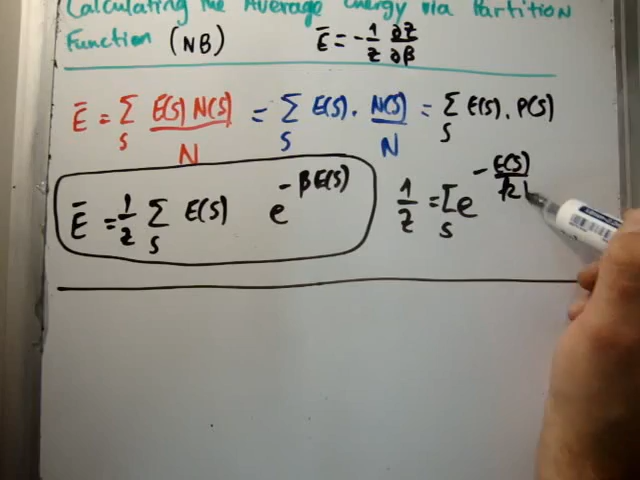 Calculating the Average Energy via Partition
Function (NB) Ē = -1/z ∂Z/∂β
Ē = Σ_S E(S) N(S)/N = Σ_S E(S) . N(S)/N = Σ_S E(S) . P(S)
Ē = 1/z Σ_S E(S) e^{-βE(S)} 1/z = Σ_S e^{-E(S)/k